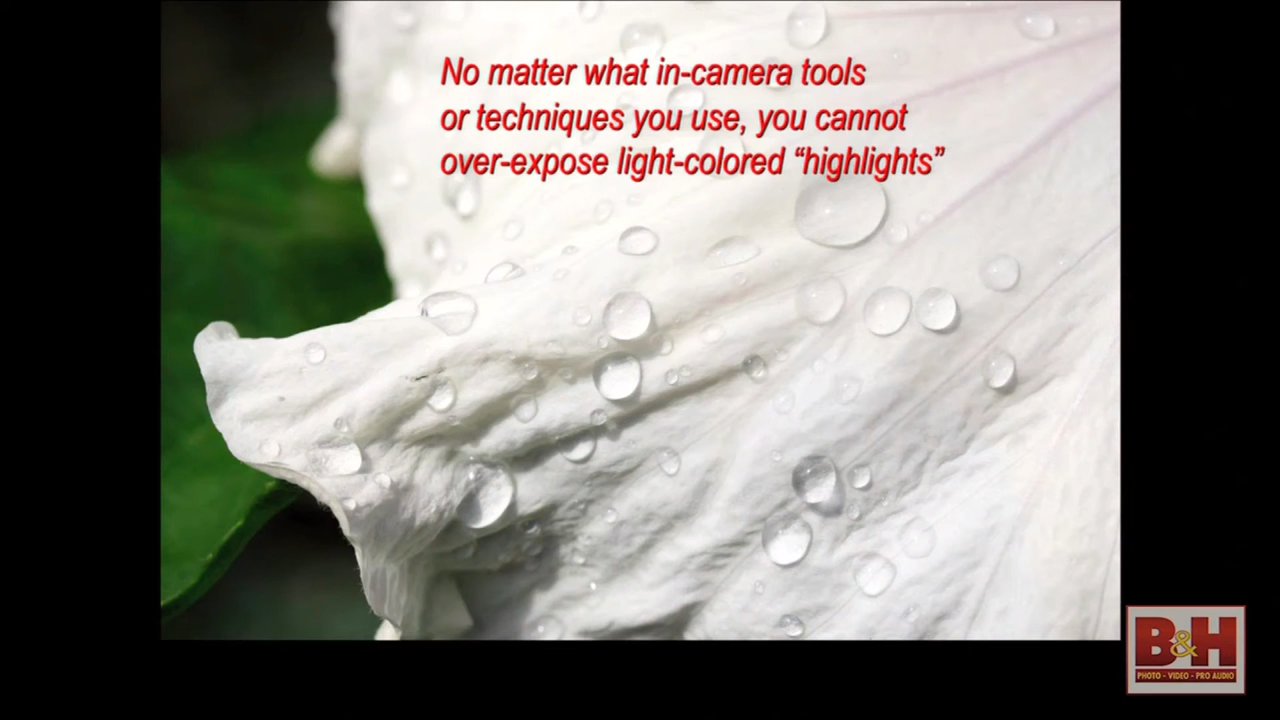 No matter what in-camera tools
or techniques you use, you cannot
over-expose light-colored “highlights”
B&H
PHOTO - VIDEO - PRO AUDIO